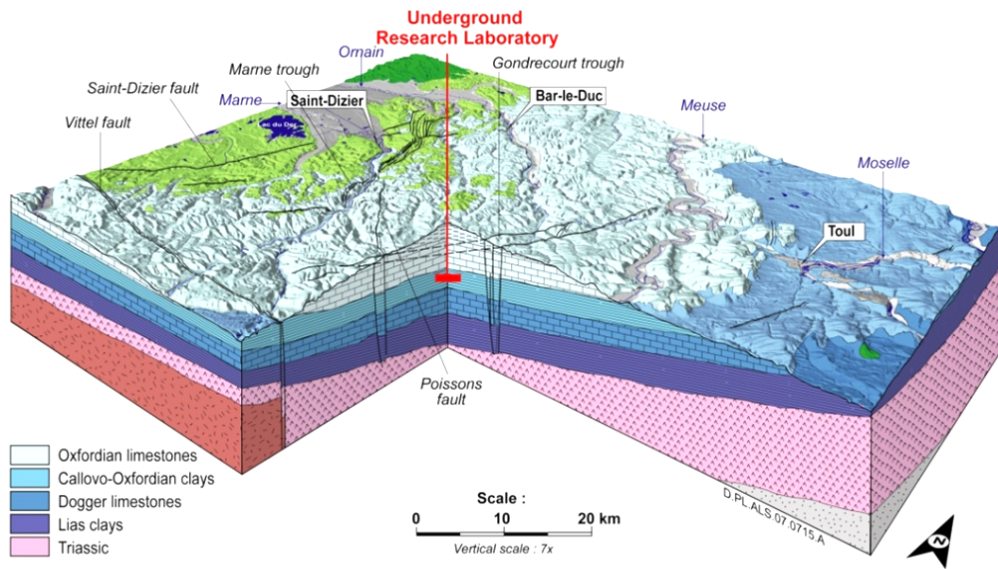 Underground
Research Laboratory
Ornain
Marne trough
Gondrecourt trough
Saint-Dizier fault
Marne
Saint-Dizier
Bar-le-Duc
Meuse
Vittel fault
Moselle
Toul
Poissons
fault
Oxfordian limestones
Callovo-Oxfordian clays
Dogger limestones
Lias clays
Triassic
Scale :
0 10 20 km
Vertical scale : 7x
D.PL.ALS.07.0715.A
N